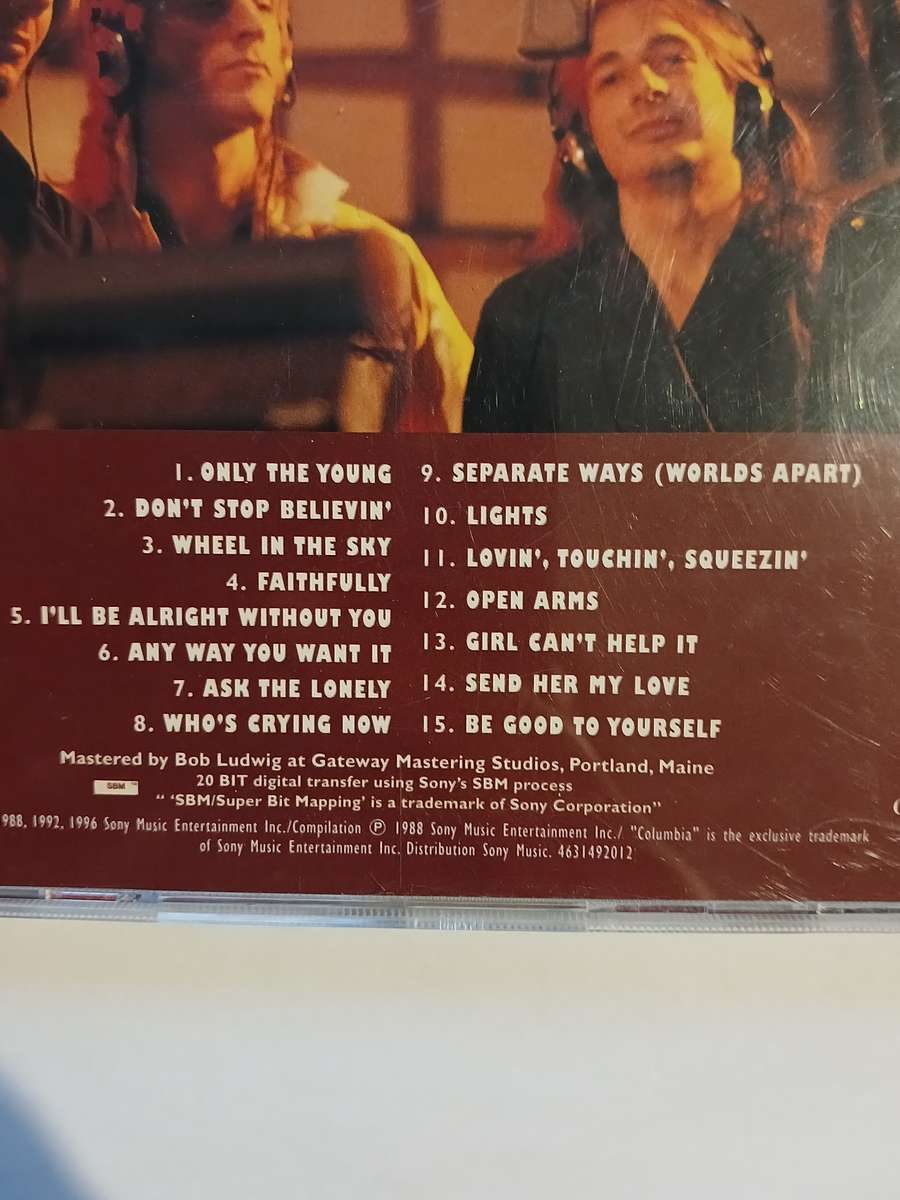 1. ONLY THE YOUNG
2. DON'T STOP BELIEVIN'
3. WHEEL IN THE SKY
4. FAITHFULLY
5. I'LL BE ALRIGHT WITHOUT YOU
6. ANY WAY YOU WANT IT
7. ASK THE LONELY
8. WHO'S CRYING NOW
9. SEPARATE WAYS (WORLDS APART)
10. LIGHTS
11. LOVIN', TOUCHIN', SQUEEZIN'
12. OPEN ARMS
13. GIRL CAN'T HELP IT
14. SEND HER MY LOVE
15. BE GOOD TO YOURSELF
Mastered by Bob Ludwig at Gateway Mastering Studios, Portland, Maine
SBM™ 20 BIT digital transfer using Sony's SBM process
" 'SBM/Super Bit Mapping' is a trademark of Sony Corporation"
988, 1992, 1996 Sony Music Entertainment Inc./Compilation ℗ 1988 Sony Music Entertainment Inc./ "Columbia" is the exclusive trademark
of Sony Music Entertainment Inc. Distribution Sony Music. 4631492012